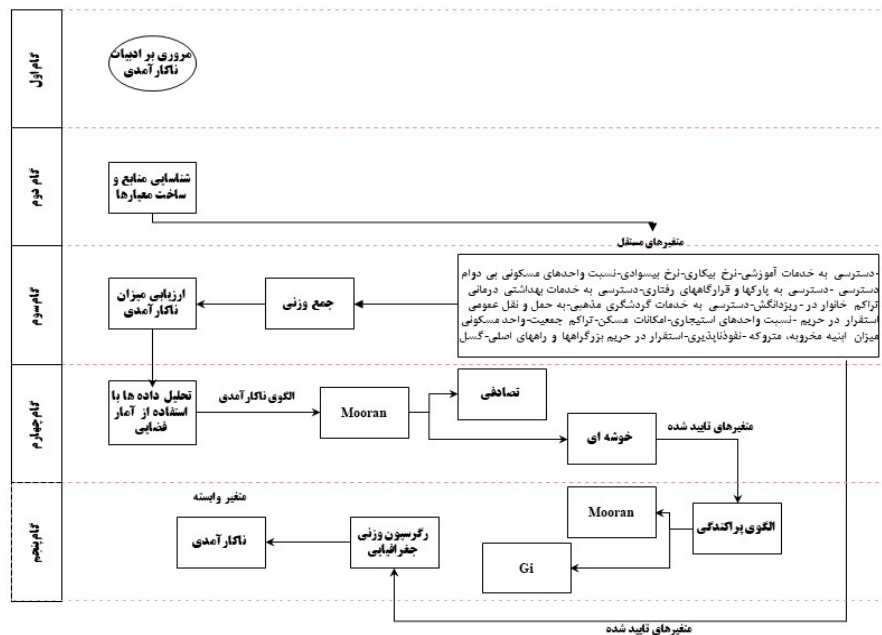 گام اول
مروری بر ادبیات
ناکارآمدی
گام دوم
شناسایی منابع و
ساخت معیارها
متغیرهای مستقل
گام سوم
-دسترسی به خدمات آموزشی-نرخ بیکاری-نرخ بیسوادی-نسبت واحدهای مسکونی بی دوام
دسترسی -دسترسی به پارکها و قرارگاههای رفتاری-دسترسی به خدمات بهداشتی درمانی
تراکم خانوار در -ریزدانگش-دسترسی به خدمات گردشگری مذهبی-به حمل و نقل عمومی
استقرار در حریم -نسبت واحدهای استیجاری-امکانات مسکن-تراکم جمعیت-واحد مسکونی
میزان ابنیه مخروبه، متروکه -نفوذناپذیری-استقرار در حریم بزرگراهها و راههای اصلی-گسل
جمع وزنی
ارزیابی میزان
ناکارآمدی
گام چهارم
تحلیل داده ها با
استفاده از آمار
فضایی
الگوی ناکارآمدی
Mooran
تصادفی
خوشه ای
متغیرهای تایید شده
گام پنجم
الگوی پراکندگی
Mooran
Gi
رگرسیون وزنی
جغرافیایی
متغیر وابسته
ناکارآمدی
متغیرهای تایید شده